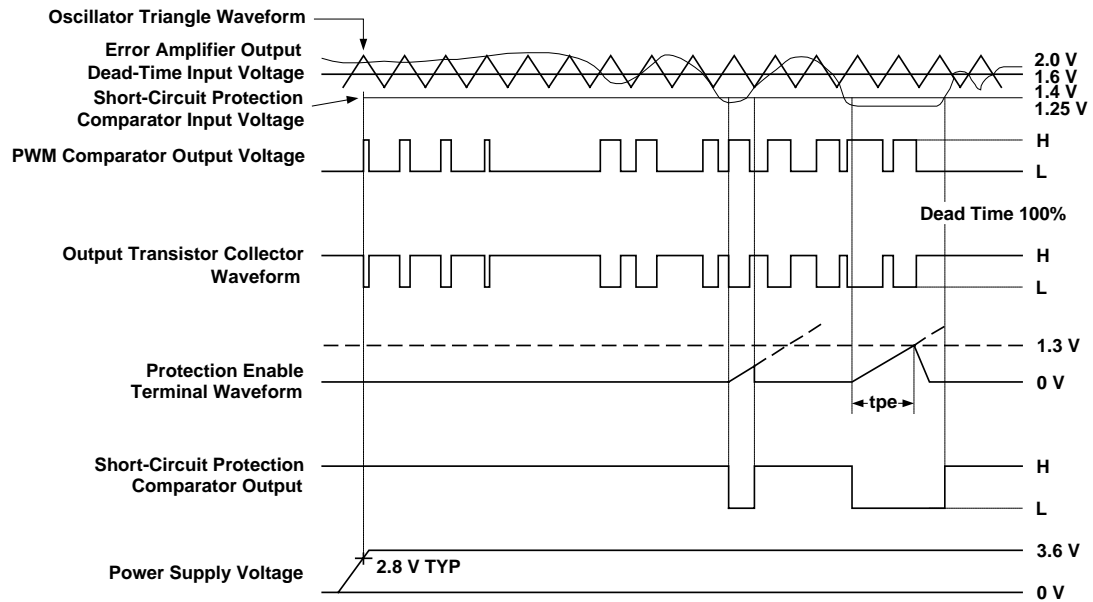 Oscillator Triangle Waveform
Error Amplifier Output
Dead-Time Input Voltage
Short-Circuit Protection
Comparator Input Voltage
2.0 V
1.6 V
1.4 V
1.25 V
PWM Comparator Output Voltage
H
L
Dead Time 100%
Output Transistor Collector
Waveform
H
L
Protection Enable
Terminal Waveform
1.3 V
0 V
tpe
Short-Circuit Protection
Comparator Output
H
L
Power Supply Voltage
2.8 V TYP
3.6 V
0 V